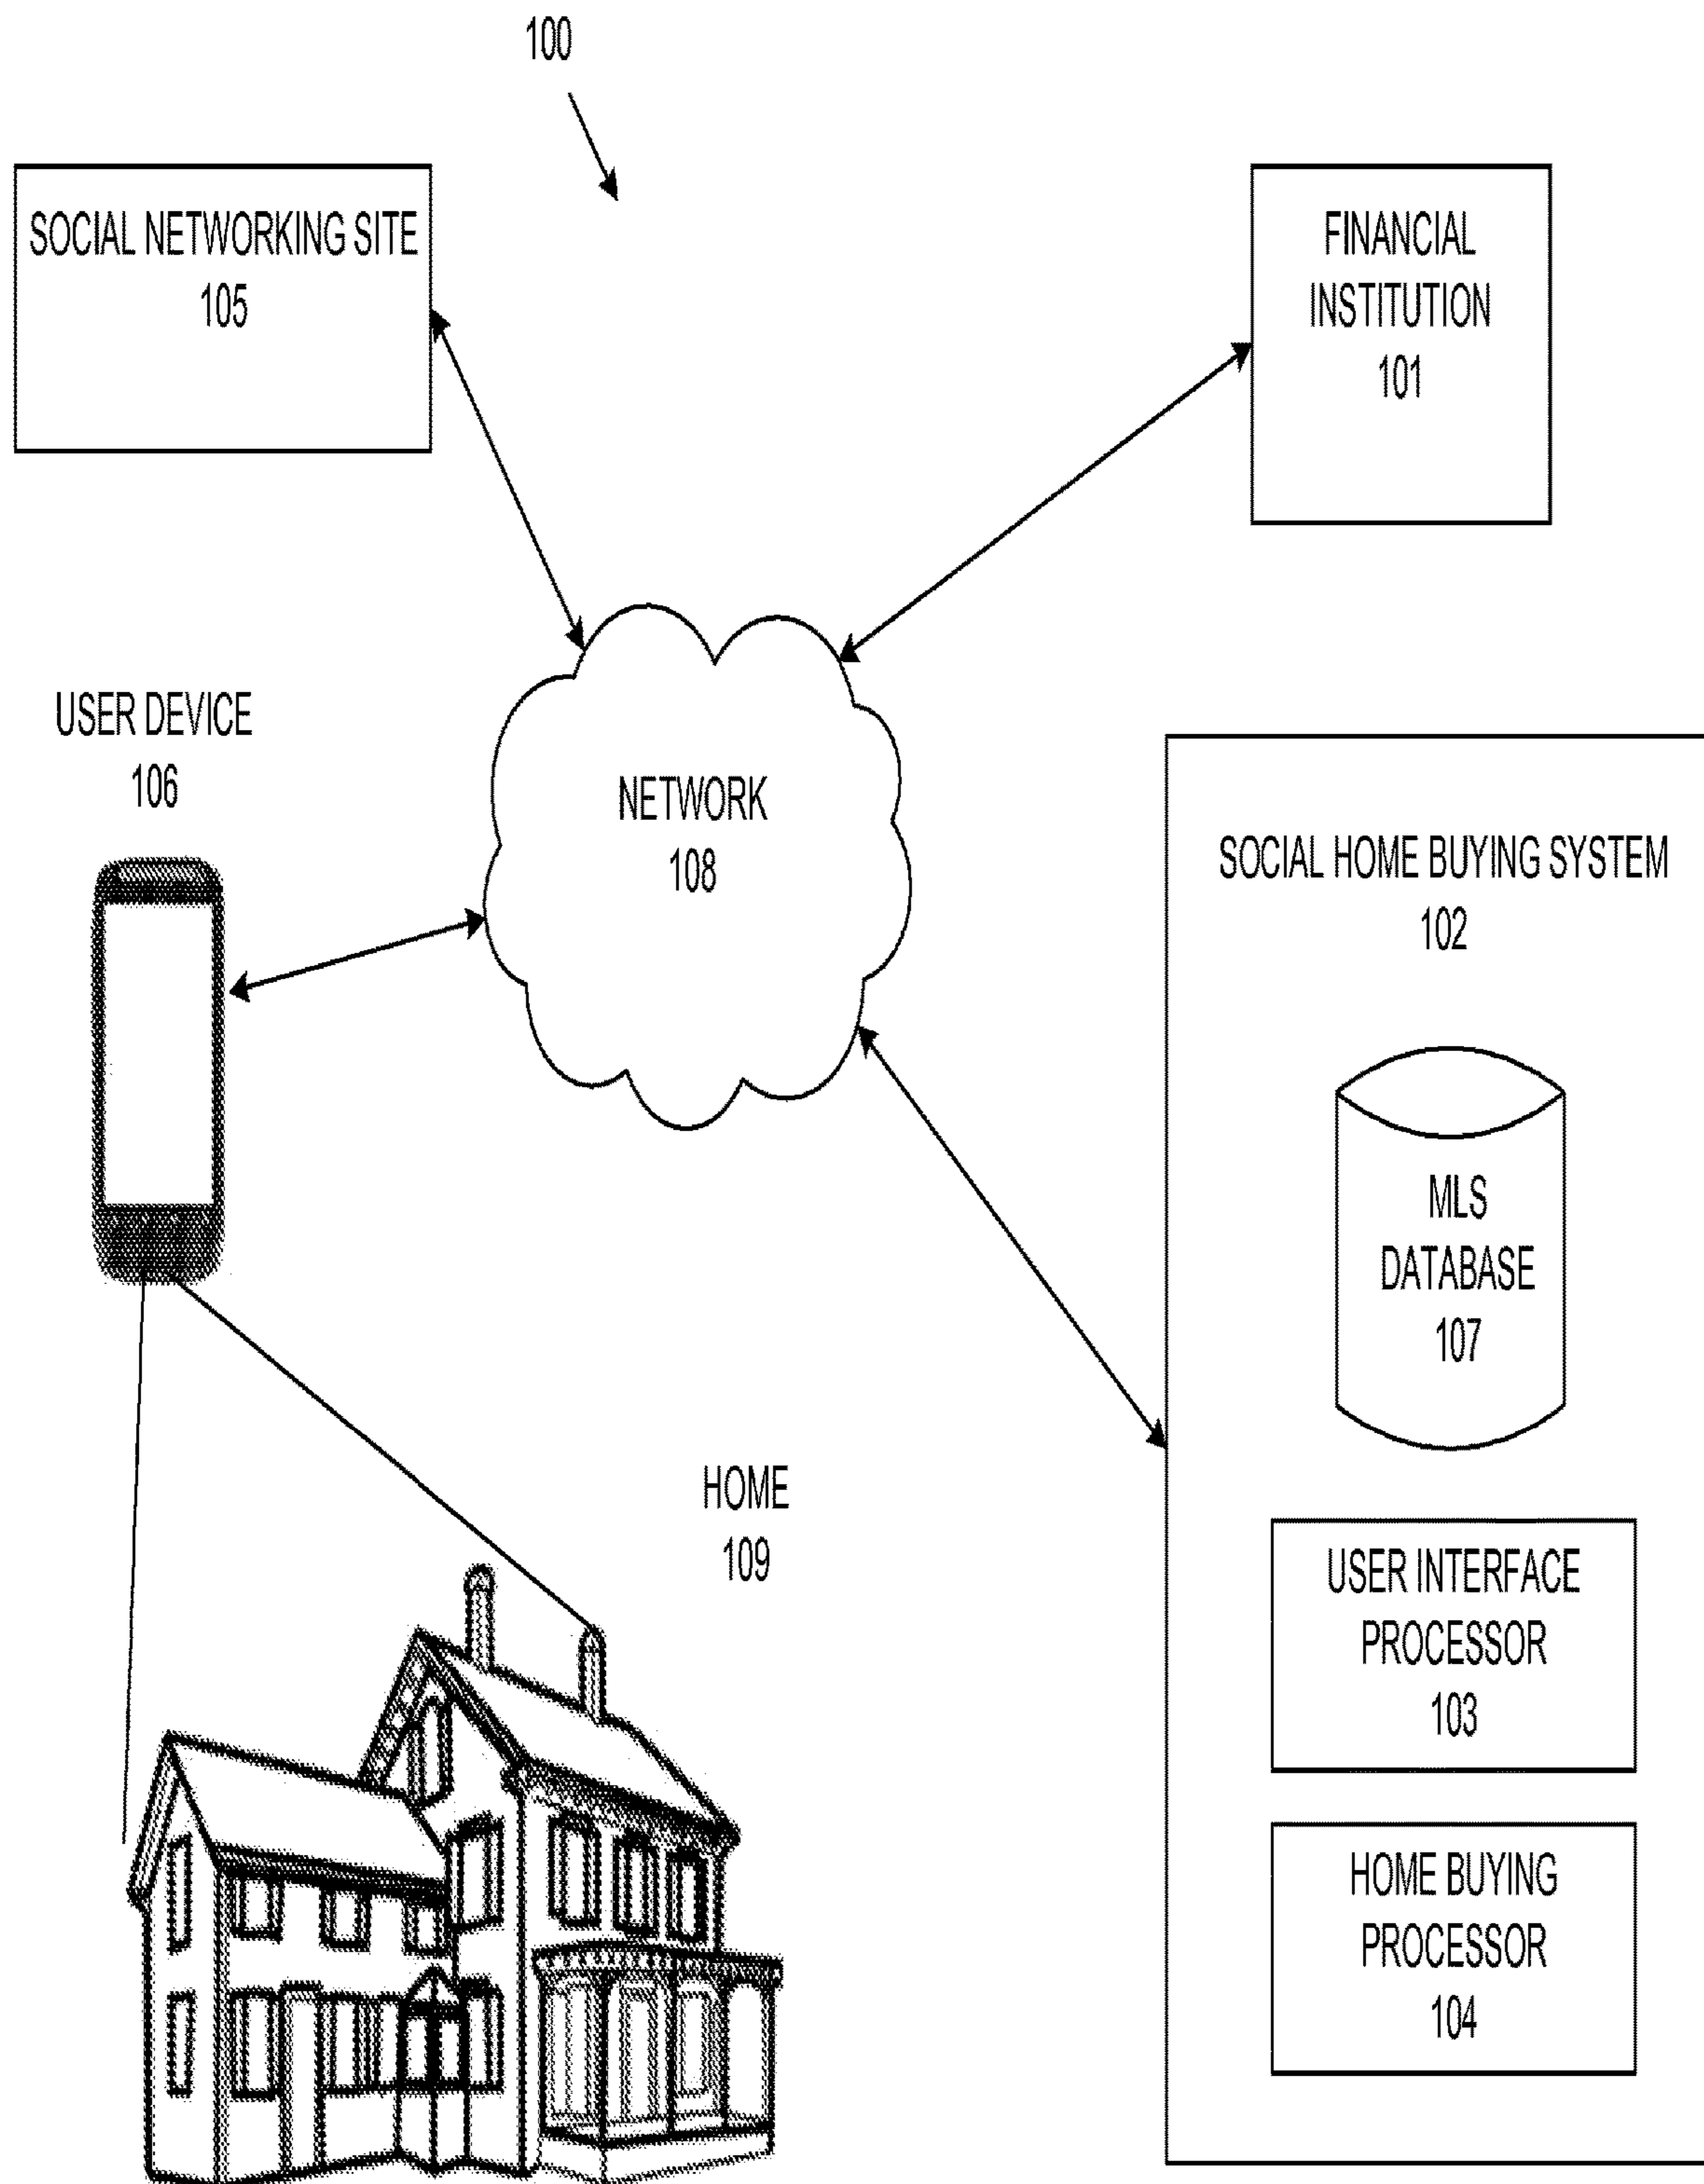 100
SOCIAL NETWORKING SITE
105
FINANCIAL
INSTITUTION
101
USER DEVICE
106
NETWORK
108
SOCIAL HOME BUYING SYSTEM
102
MLS
DATABASE
107
HOME
109
USER INTERFACE
PROCESSOR
103
HOME BUYING
PROCESSOR
104